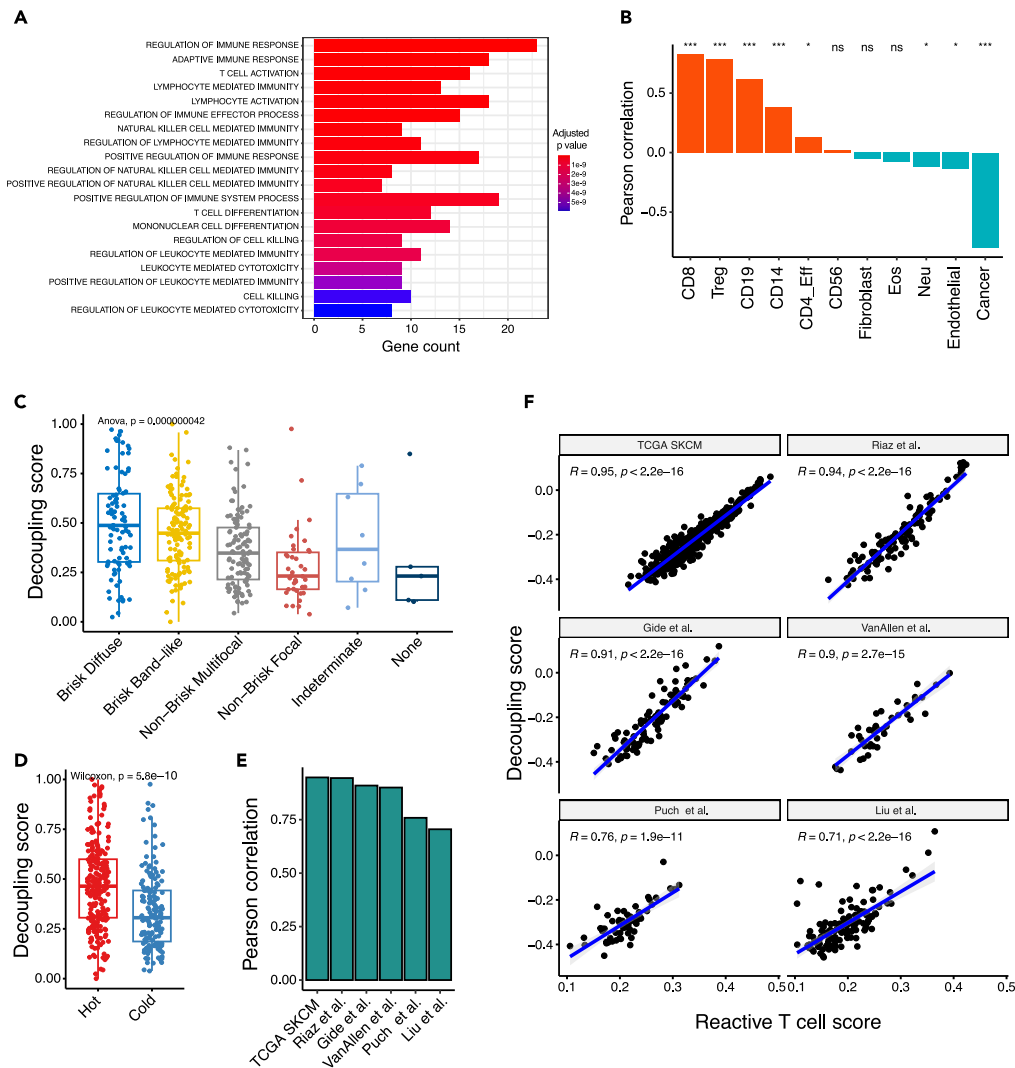 A
REGULATION OF IMMUNE RESPONSE
ADAPTIVE IMMUNE RESPONSE
T CELL ACTIVATION
LYMPHOCYTE MEDIATED IMMUNITY
LYMPHOCYTE ACTIVATION
REGULATION OF IMMUNE EFFECTOR PROCESS
NATURAL KILLER CELL MEDIATED IMMUNITY
REGULATION OF LYMPHOCYTE MEDIATED IMMUNITY
POSITIVE REGULATION OF IMMUNE RESPONSE
REGULATION OF NATURAL KILLER CELL MEDIATED IMMUNITY
POSITIVE REGULATION OF NATURAL KILLER CELL MEDIATED IMMUNITY
POSITIVE REGULATION OF IMMUNE SYSTEM PROCESS
T CELL DIFFERENTIATION
MONONUCLEAR CELL DIFFERENTIATION
REGULATION OF CELL KILLING
REGULATION OF LEUKOCYTE MEDIATED IMMUNITY
LEUKOCYTE MEDIATED CYTOTOXICITY
POSITIVE REGULATION OF LEUKOCYTE MEDIATED IMMUNITY
CELL KILLING
REGULATION OF LEUKOCYTE MEDIATED CYTOTOXICITY
0 5 10 15 20
Gene count
Adjusted
p value
1e-9
2e-9
3e-9
4e-9
5e-9
B
*** *** *** *** * ns ns ns * * ***
Pearson correlation
0.5
0.0
−0.5
CD8
Treg
CD19
CD14
CD4_Eff
CD56
Fibroblast
Eos
Neu
Endothelial
Cancer
C
Anova, p = 0.000000042
Decoupling score
1.00
0.75
0.50
0.25
0.00
Brisk Diffuse
Brisk Band−like
Non−Brisk Multifocal
Non−Brisk Focal
Indeterminate
None
D
Wilcoxon, p = 5.8e−10
Decoupling score
1.00
0.75
0.50
0.25
0.00
Hot
Cold
E
Pearson correlation
0.75
0.50
0.25
0.00
TCGA SKCM
Riaz et al.
Gide et al.
VanAllen et al.
Puch et al.
Liu et al.
F
TCGA SKCM
R = 0.95, p < 2.2e−16
Riaz et al.
R = 0.94, p < 2.2e−16
0.0
−0.2
−0.4
Gide et al.
R = 0.91, p < 2.2e−16
VanAllen et al.
R = 0.9, p = 2.7e−15
0.0
−0.2
−0.4
Puch et al.
R = 0.76, p = 1.9e−11
Liu et al.
R = 0.71, p < 2.2e−16
0.0
−0.2
−0.4
Decoupling score
0.1 0.2 0.3 0.4 0.5 0.1 0.2 0.3 0.4 0.5
Reactive T cell score